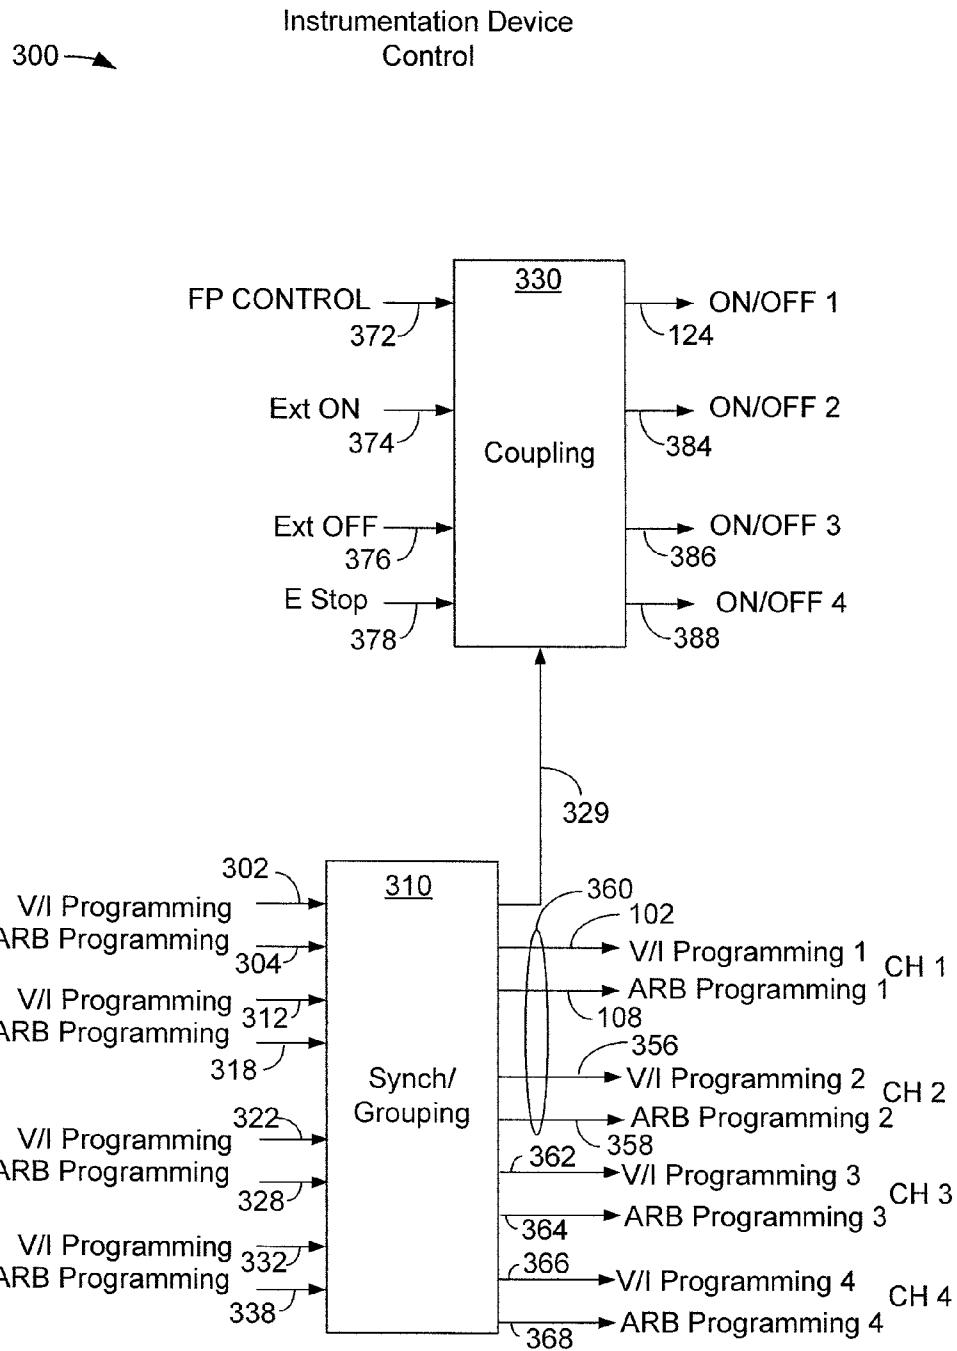 Instrumentation Device
Control
300
330
FP CONTROL
372
ON/OFF 1
124
Ext ON
374
ON/OFF 2
384
Coupling
Ext OFF
376
ON/OFF 3
386
E Stop
378
ON/OFF 4
388
329
302
310
360
102
V/I Programming
ARB Programming
304
V/I Programming 1
CH 1
ARB Programming 1
V/I Programming
312
108
ARB Programming
318
356
Synch/
Grouping
V/I Programming 2
CH 2
ARB Programming 2
358
322
V/I Programming
ARB Programming
328
362
V/I Programming 3
CH 3
364
ARB Programming 3
V/I Programming
332
ARB Programming
338
366
V/I Programming 4
CH 4
368
ARB Programming 4